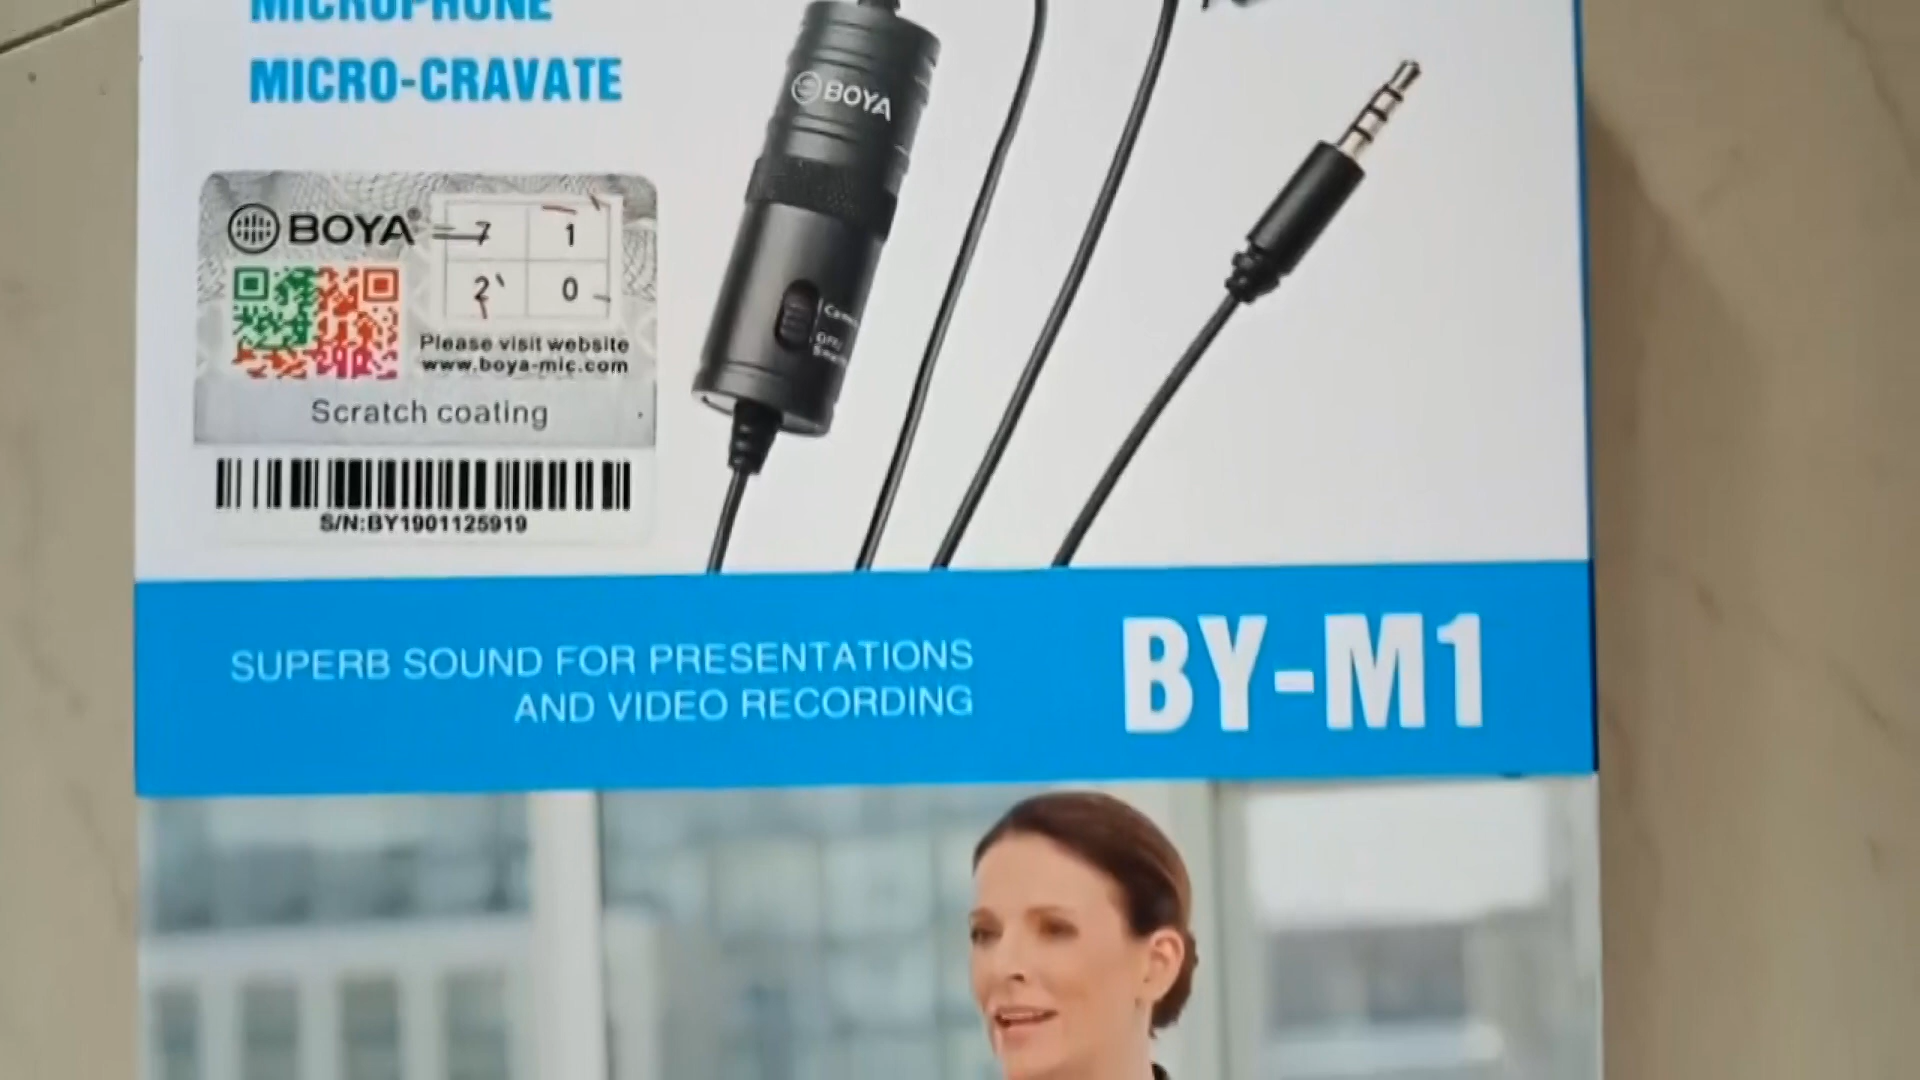 MICROPHONE
MICRO-CRAVATE
BOYA
BOYA®
7 1
2 0
Please visit website
www.boya-mic.com
Scratch coating
S/N:BY1901125919
SUPERB SOUND FOR PRESENTATIONS
AND VIDEO RECORDING
BY-M1